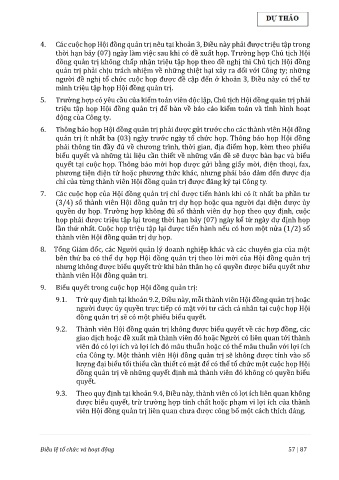 DỰ THẢO
4. Các cuộc họp Hội đồng quản trị nêu tại khoản 3, Điều này phải được triệu tập trong
thời hạn bảy (07) ngày làm việc sau khi có đề xuất họp. Trường hợp Chủ tịch Hội
đồng quản trị không chấp nhận triệu tập họp theo đề nghị thì Chủ tịch Hội đồng
quản trị phải chịu trách nhiệm về những thiệt hại xảy ra đối với Công ty; những
người đề nghị tổ chức cuộc họp được đề cập đến ở khoản 3, Điều này có thể tự
mình triệu tập họp Hội đồng quản trị.
5. Trường hợp có yêu cầu của kiểm toán viên độc lập, Chủ tịch Hội đồng quản trị phải
triệu tập họp Hội đồng quản trị để bàn về báo cáo kiểm toán và tình hình hoạt
động của Công ty.
6. Thông báo họp Hội đồng quản trị phải được gửi trước cho các thành viên Hội đồng
quản trị ít nhất ba (03) ngày trước ngày tổ chức họp. Thông báo họp Hội đồng
phải thông tin đầy đủ về chương trình, thời gian, địa điểm họp, kèm theo phiếu
biểu quyết và những tài liệu cần thiết về những vấn đề sẽ được bàn bạc và biểu
quyết tại cuộc họp. Thông báo mời họp được gửi bằng giấy mời, điện thoại, fax,
phương tiện điện tử hoặc phương thức khác, nhưng phải bảo đảm đến được địa
chỉ của từng thành viên Hội đồng quản trị được đăng ký tại Công ty.
7. Các cuộc họp của Hội đồng quản trị chỉ được tiến hành khi có ít nhất ba phần tư
(3/4) số thành viên Hội đồng quản trị dự họp hoặc qua người đại diện được ủy
quyền dự họp. Trường hợp không đủ số thành viên dự họp theo quy định, cuộc
họp phải được triệu tập lại trong thời hạn bảy (07) ngày kể từ ngày dự định họp
lần thứ nhất. Cuộc họp triệu tập lại được tiến hành nếu có hơn một nửa (1/2) số
thành viên Hội đồng quản trị dự họp.
8. Tổng Giám đốc, các Người quản lý doanh nghiệp khác và các chuyên gia của một
bên thứ ba có thể dự họp Hội đồng quản trị theo lời mời của Hội đồng quản trị
nhưng không được biểu quyết trừ khi bản thân họ có quyền được biểu quyết như
thành viên Hội đồng quản trị.
9. Biểu quyết trong cuộc họp Hội đồng quản trị:
9.1. Trừ quy định tại khoản 9.2, Điều này, mỗi thành viên Hội đồng quản trị hoặc
người được ủy quyền trực tiếp có mặt với tư cách cá nhân tại cuộc họp Hội
đồng quản trị sẽ có một phiếu biểu quyết.
9.2. Thành viên Hội đồng quản trị không được biểu quyết về các hợp đồng, các
giao dịch hoặc đề xuất mà thành viên đó hoặc Người có liên quan tới thành
viên đó có lợi ích và lợi ích đó mâu thuẫn hoặc có thể mâu thuẫn với lợi ích
của Công ty. Một thành viên Hội đồng quản trị sẽ không được tính vào số
lượng đại biểu tối thiểu cần thiết có mặt để có thể tổ chức một cuộc họp Hội
đồng quản trị về những quyết định mà thành viên đó không có quyền biểu
quyết.
9.3. Theo quy định tại khoản 9.4, Điều này, thành viên có lợi ích liên quan không
được biểu quyết, trừ trường hợp tính chất hoặc phạm vi lợi ích của thành
viên Hội đồng quản trị liên quan chưa được công bố một cách thích đáng.
Điều lệ tổ chức và hoạt động
57 | 87